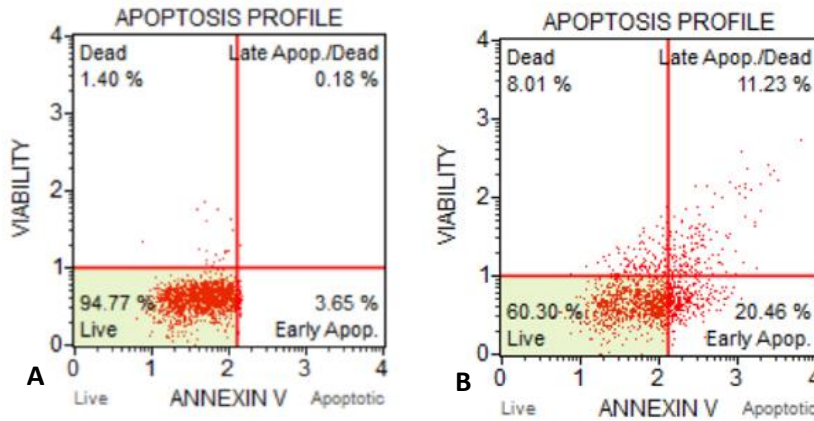 APOPTOSIS PROFILE
4
3
2
1
0
VIABILITY
Dead
1.40 %
Late Apop./Dead
0.18 %
94.77 %
Live
3.65 %
Early Apop.
0 1 2 3 4
Live ANNEXIN V Apoptotic
A
APOPTOSIS PROFILE
4
3
2
1
0
VIABILITY
Dead
8.01 %
Late Apop./Dead
11.23 %
60.30 %
Live
20.46 %
Early Apop.
0 1 2 3 4
Live ANNEXIN V Apoptotic
B